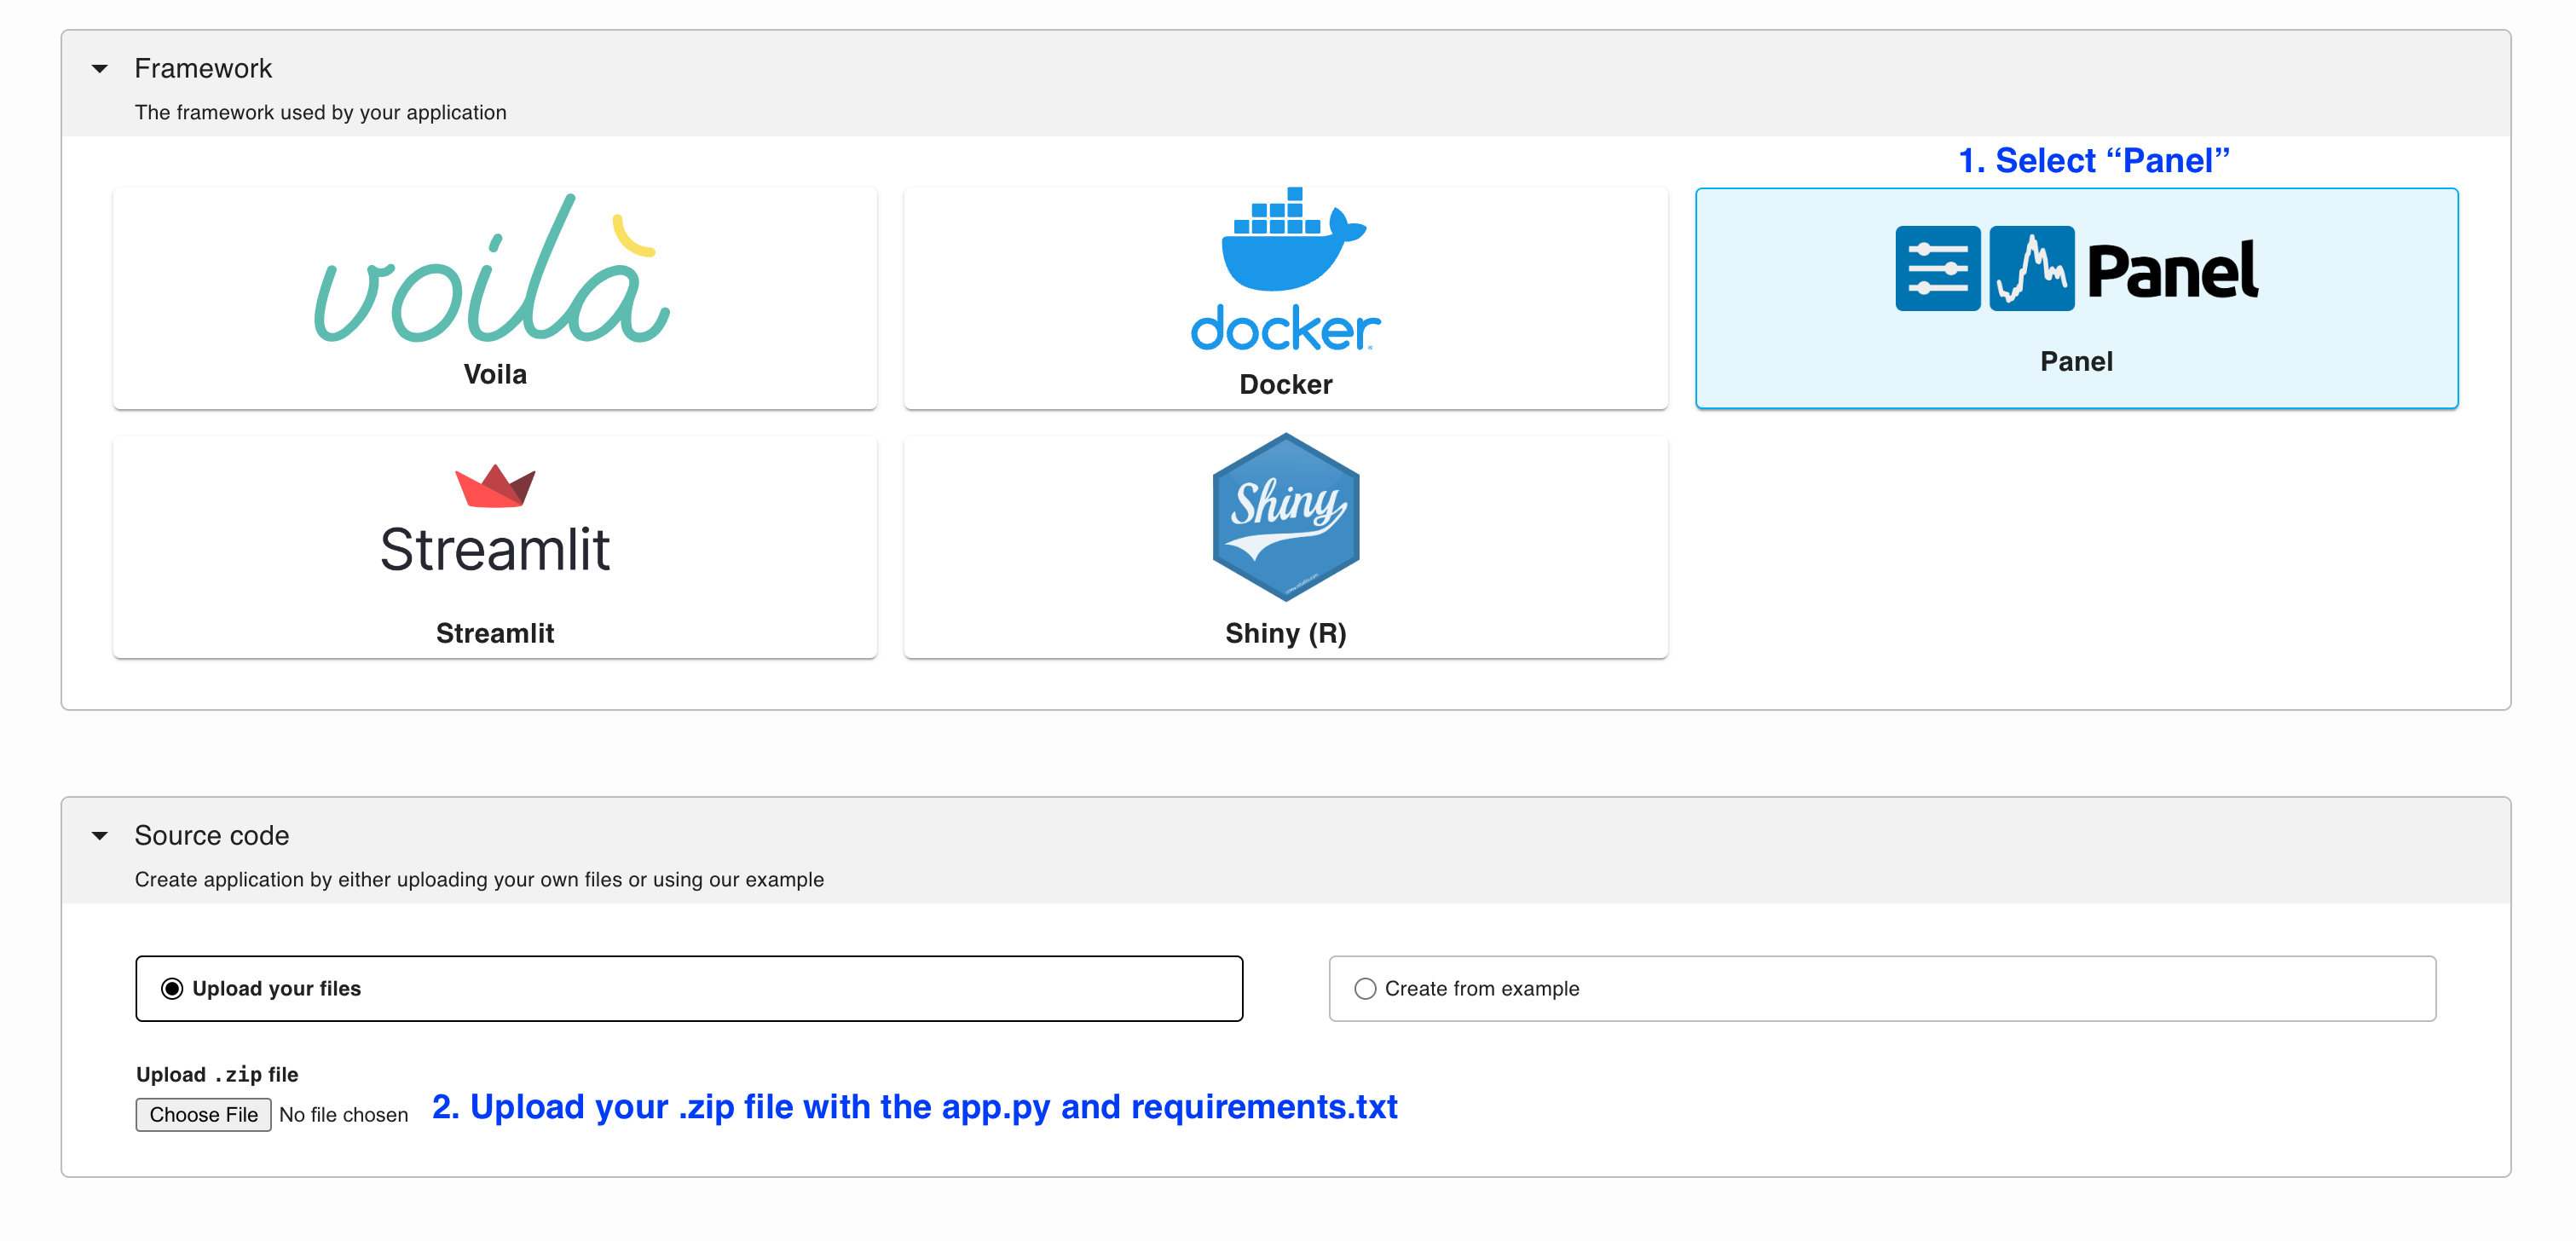 Framework
The framework used by your application
1. Select “Panel”
voilà
Voila
docker
Docker
Panel
Panel
Streamlit
Streamlit
Shiny
Shiny (R)
Source code
Create application by either uploading your own files or using our example
Upload your files
Create from example
Upload .zip file
Choose File No file chosen
2. Upload your .zip file with the app.py and requirements.txt